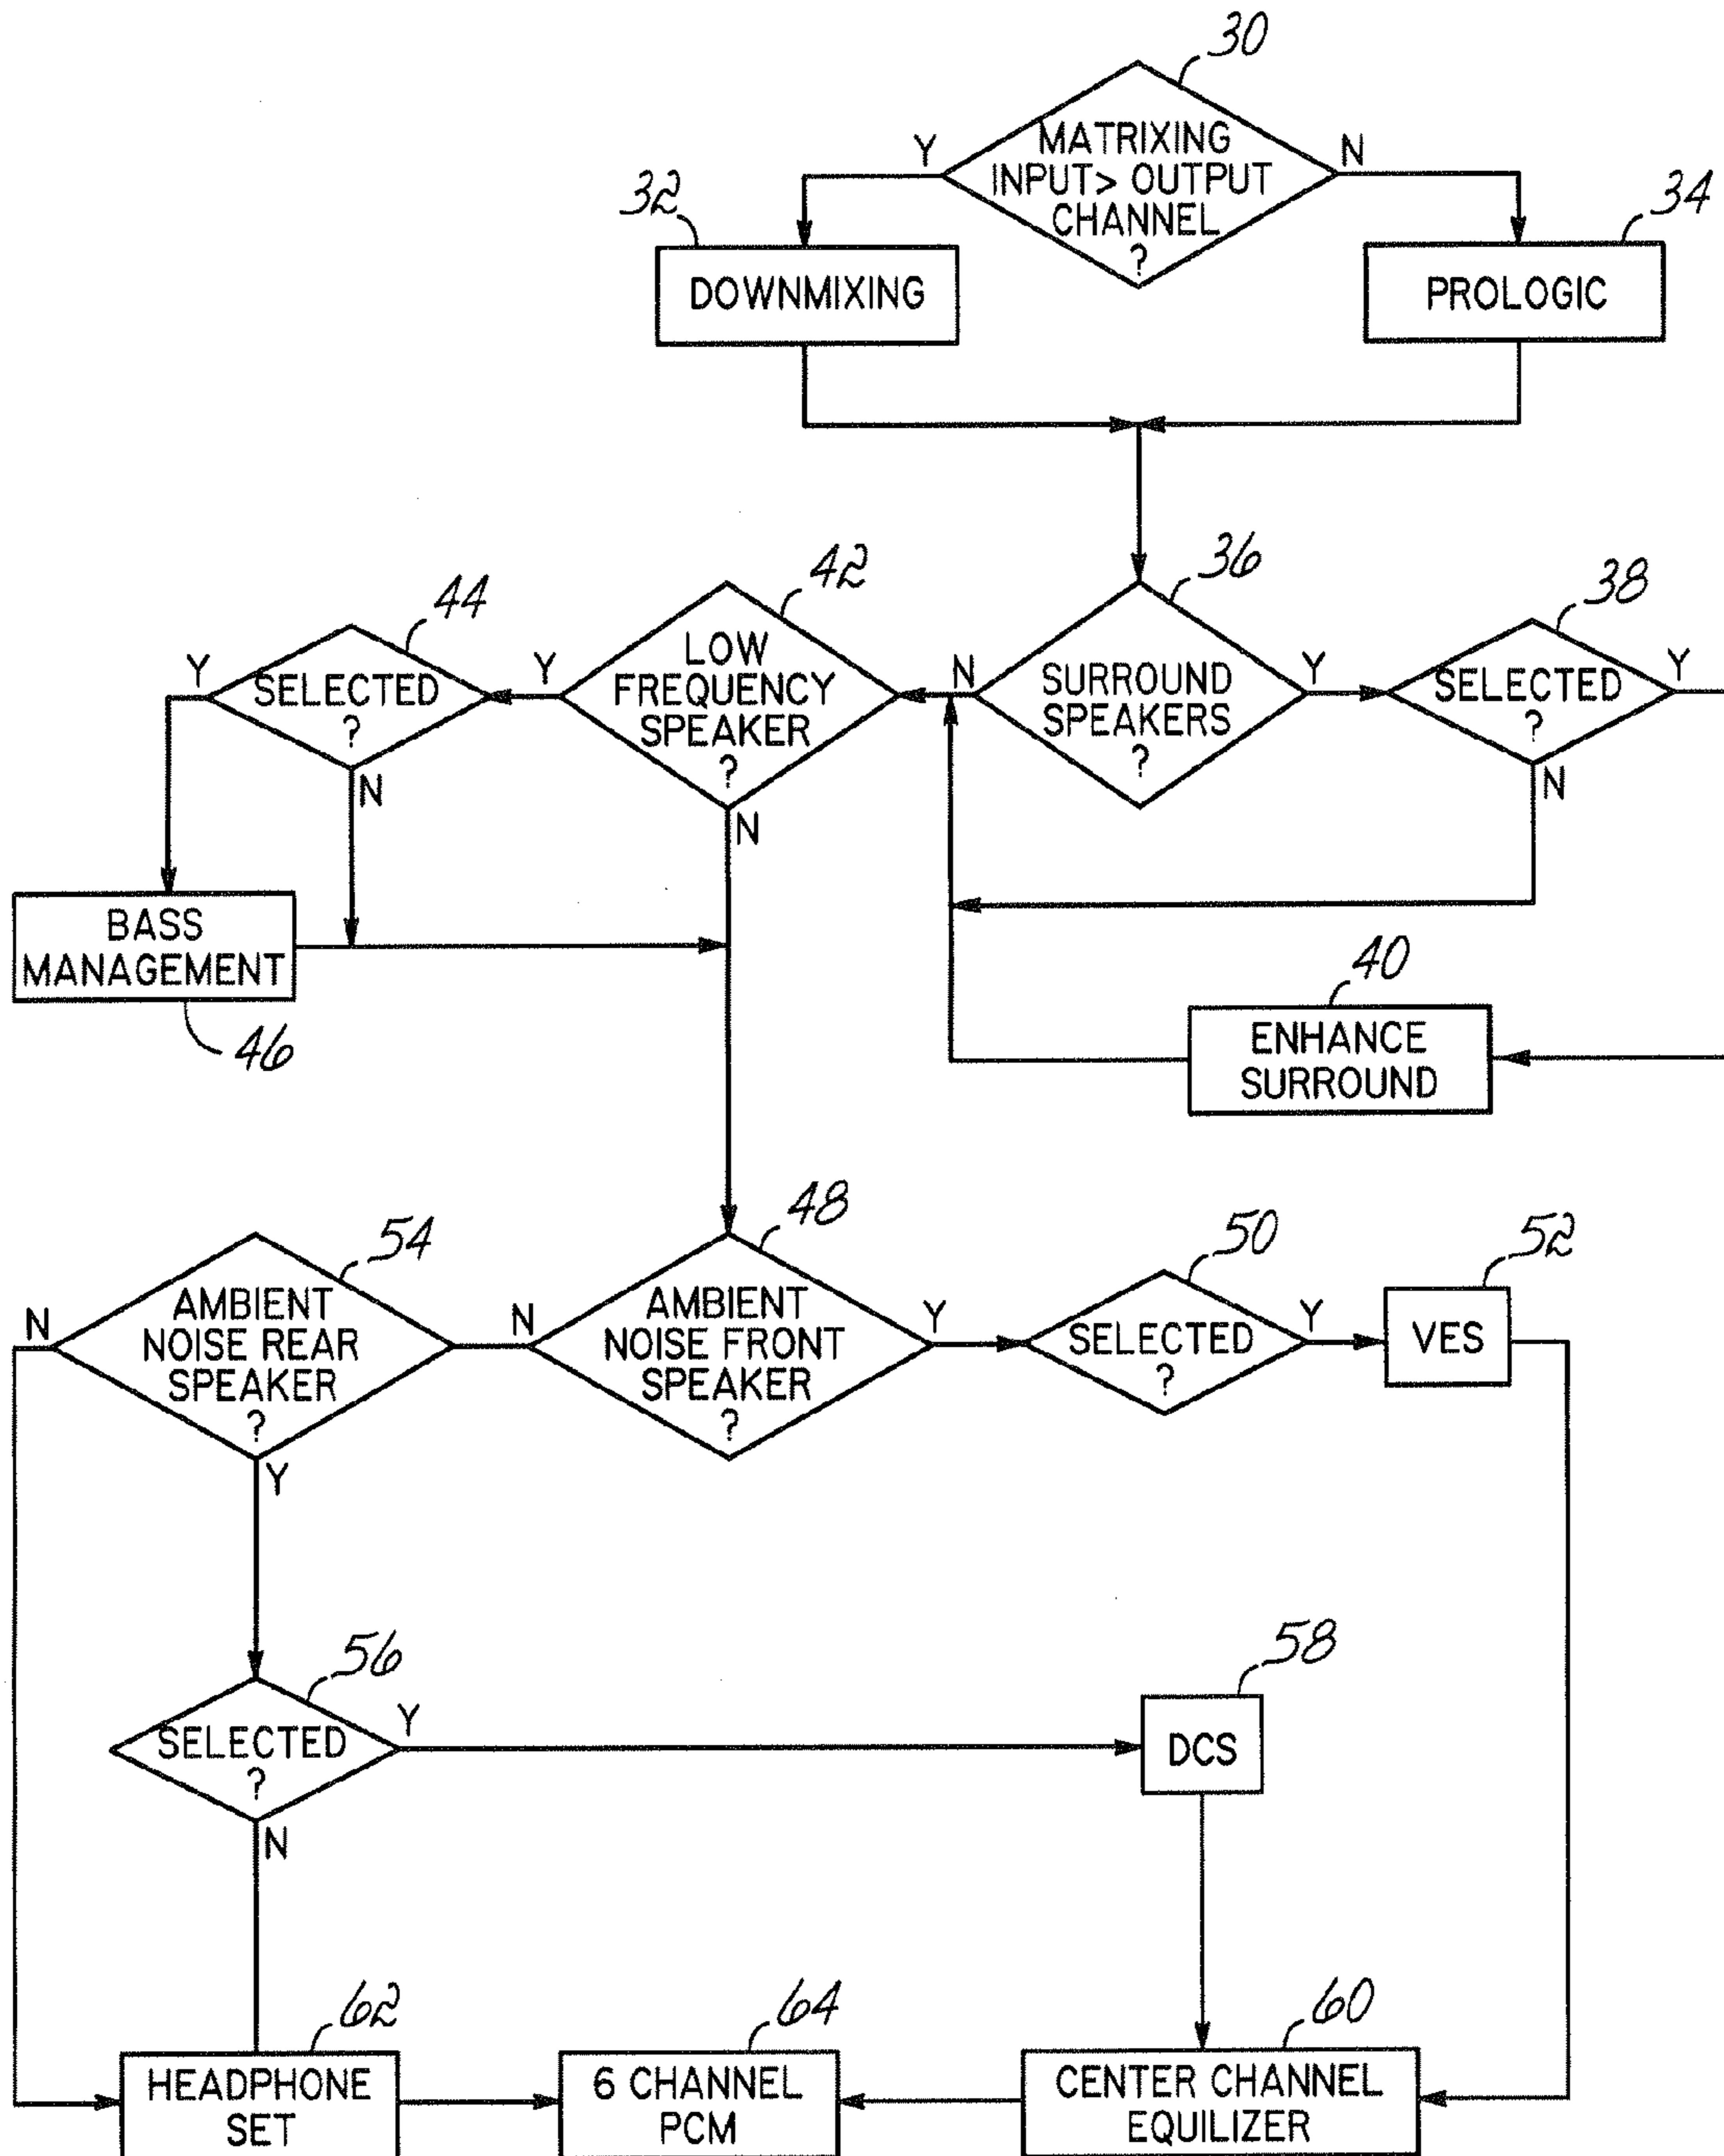 30
Y
MATRIXING
INPUT> OUTPUT
CHANNEL
?
N
32
DOWNMIXING
34
PROLOGIC
44
Y
SELECTED
?
N
42
Y
LOW
FREQUENCY
SPEAKER
?
N
36
N
SURROUND
SPEAKERS
?
Y
38
SELECTED
?
Y
N
BASS
MANAGEMENT
46
40
ENHANCE
SURROUND
54
N
AMBIENT
NOISE REAR
SPEAKER
?
Y
48
N
AMBIENT
NOISE FRONT
SPEAKER
?
Y
50
SELECTED
?
Y
52
VES
56
SELECTED
?
Y
N
58
DCS
62
HEADPHONE
SET
64
6 CHANNEL
PCM
60
CENTER CHANNEL
EQUILIZER